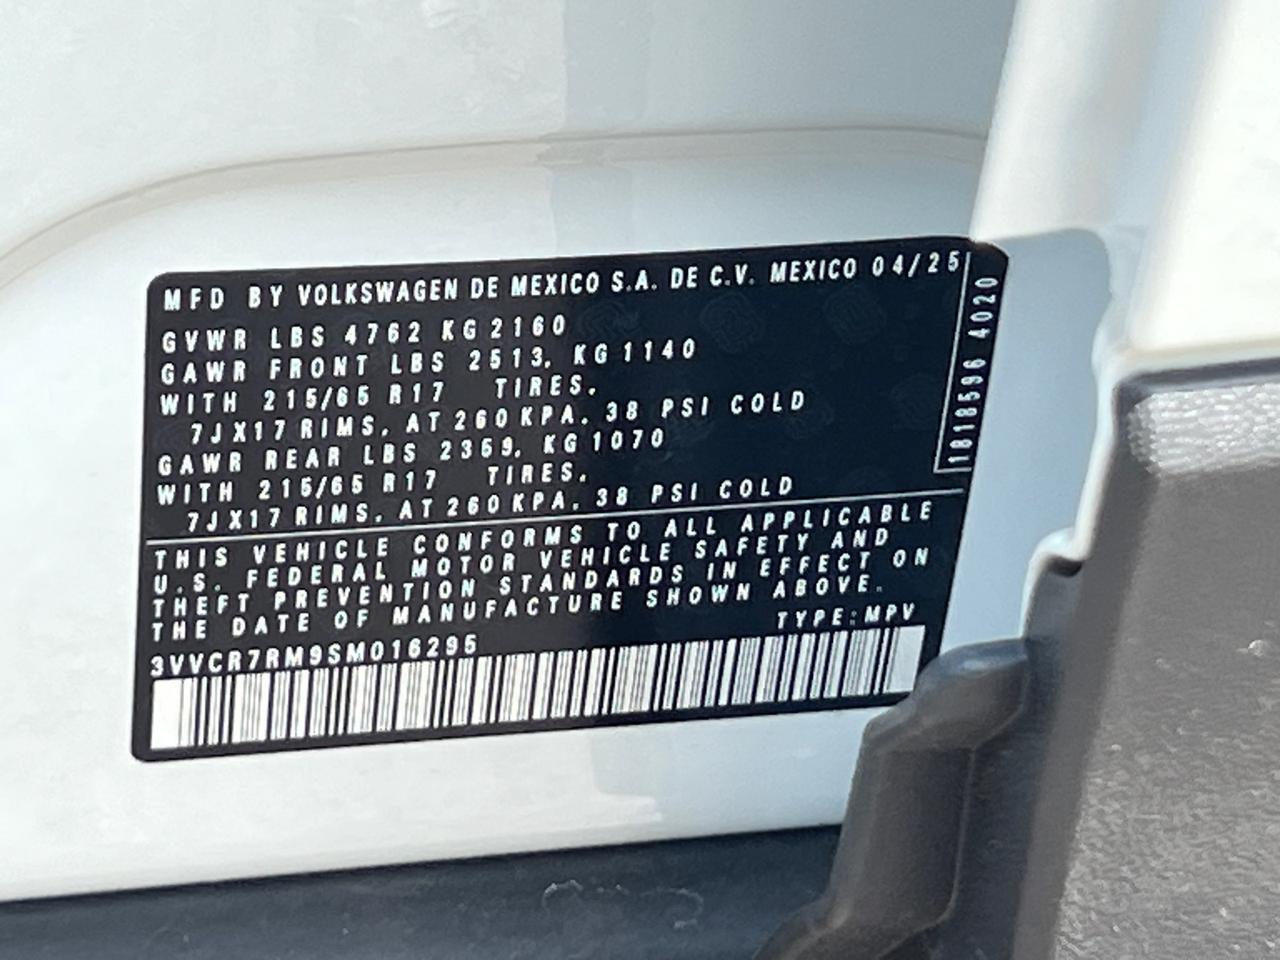 MFD BY VOLKSWAGEN DE MEXICO S.A. DE C.V. MEXICO 04/25
GVWR LBS 4762 KG 2160
GAWR FRONT LBS 2513, KG 1140
WITH 215/65 R17 TIRES,
7JX17 RIMS, AT 260 KPA, 38 PSI COLD
GAWR REAR LBS 2359, KG 1070
WITH 215/65 R17 TIRES,
7JX17 RIMS, AT 260 KPA, 38 PSI COLD
THIS VEHICLE CONFORMS TO ALL APPLICABLE
U.S. FEDERAL MOTOR VEHICLE SAFETY AND
THEFT PREVENTION STANDARDS IN EFFECT ON
THE DATE OF MANUFACTURE SHOWN ABOVE.
TYPE: MPV
3VVCR7RM9SM016295
1818596 4020